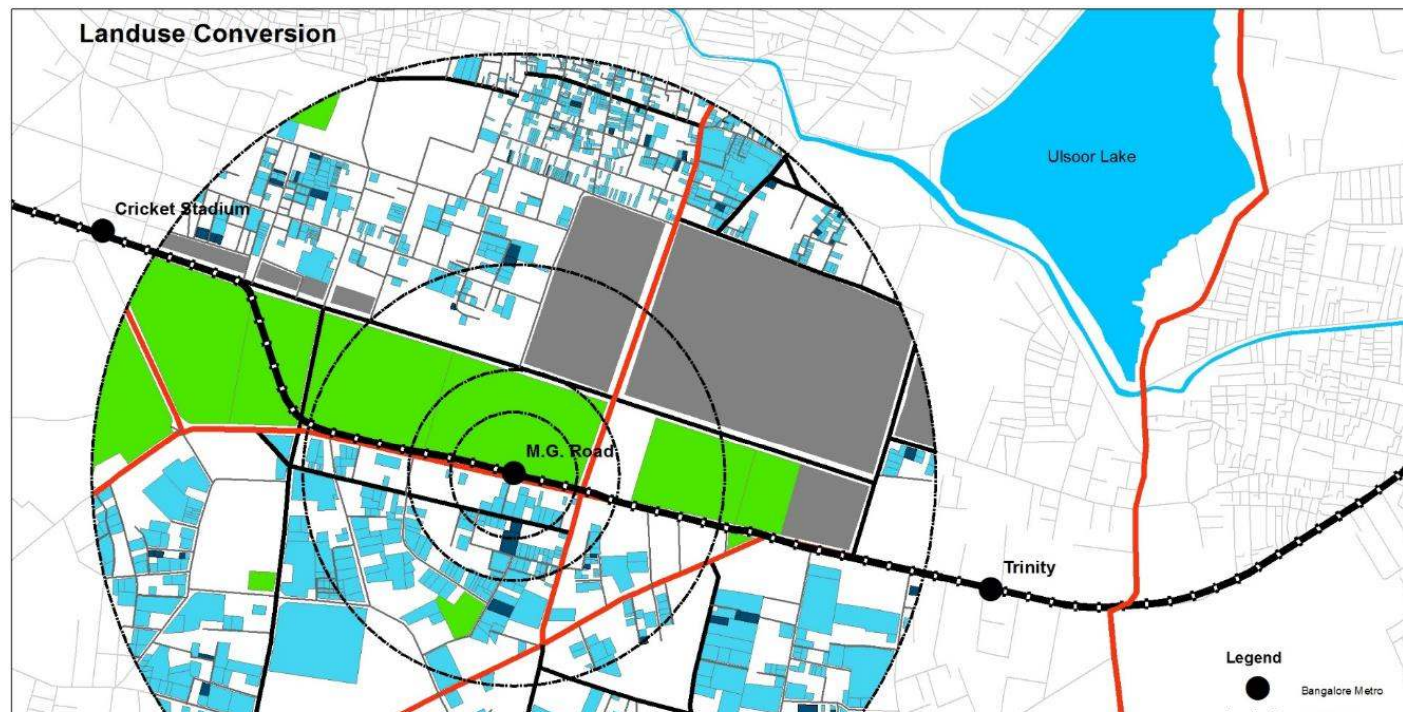 Landuse Conversion
Ulsoor Lake
Cricket Stadium
M.G. Road
Trinity
Legend
Bangalore Metro